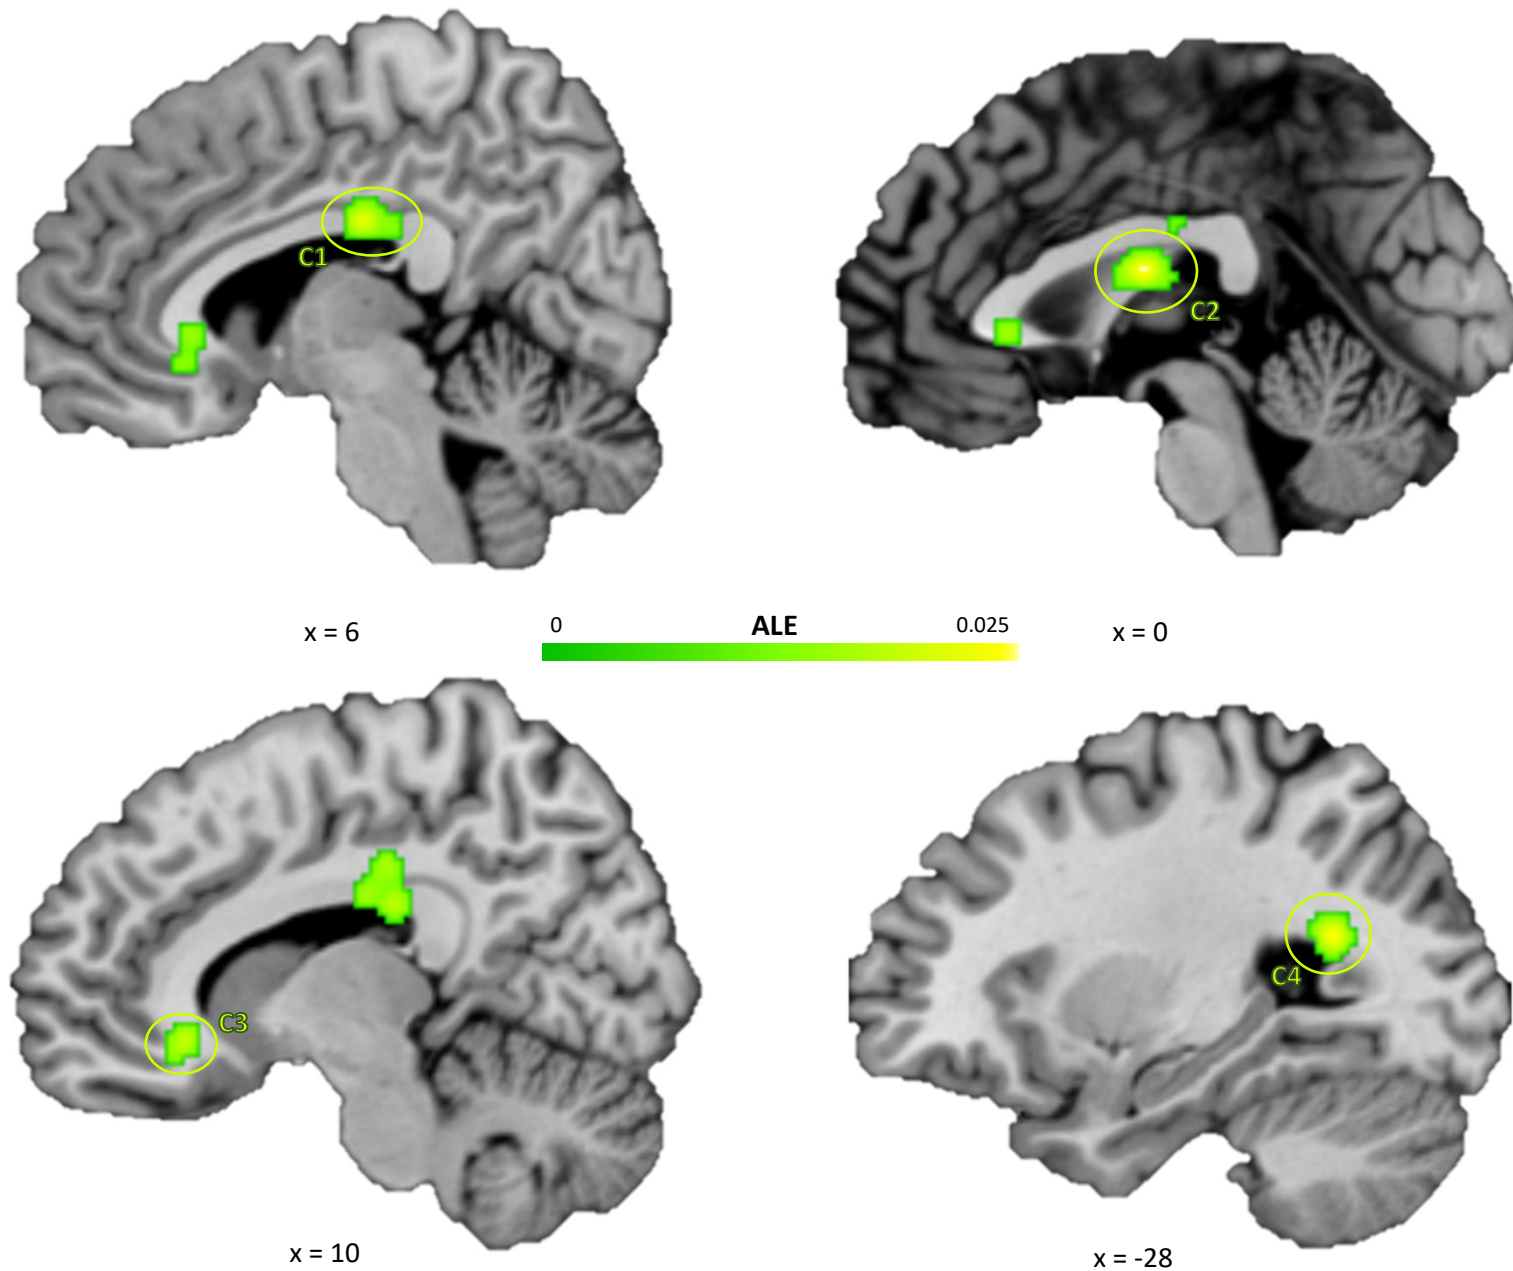 C1
C2
x = 6
0 ALE 0.025
x = 0
C3
C4
x = 10
x = -28